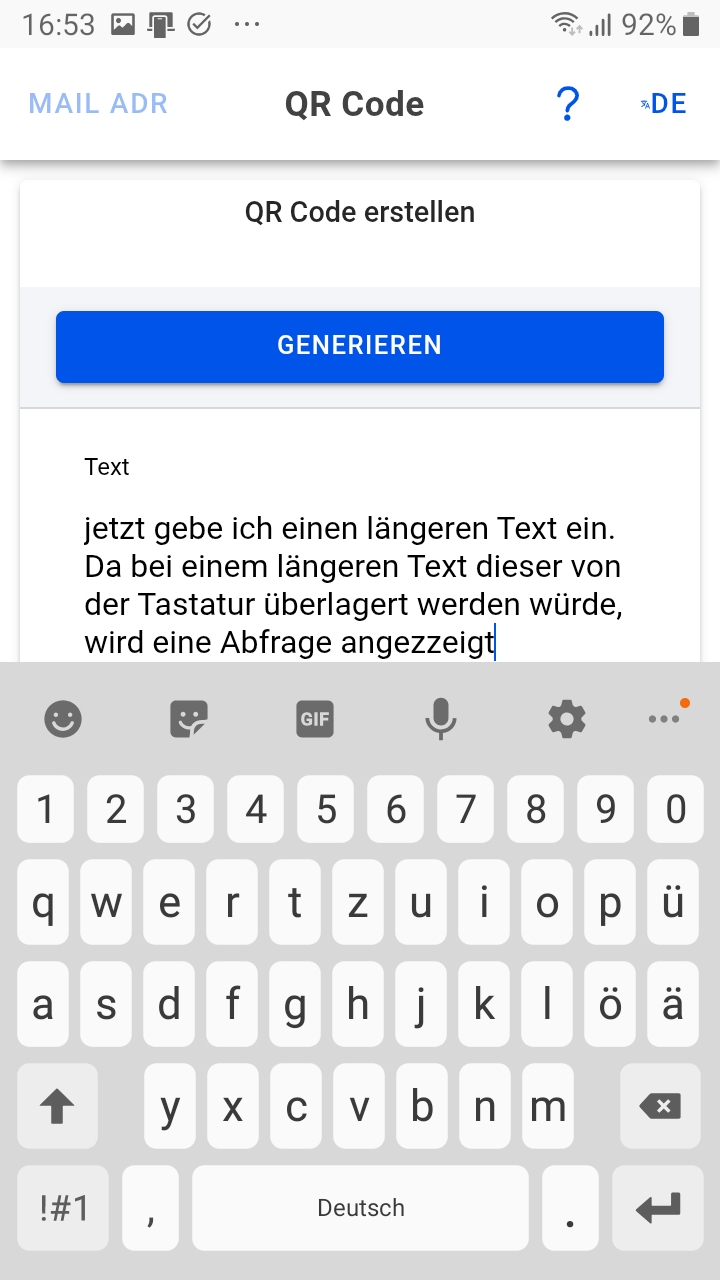 16:53 92%
MAIL ADR QR Code ? DE
QR Code erstellen
GENERIEREN
Text
jetzt gebe ich einen längeren Text ein.
Da bei einem längeren Text dieser von
der Tastatur überlagert werden würde,
wird eine Abfrage angezzeigt
GIF
1 2 3 4 5 6 7 8 9 0
q w e r t z u i o p ü
a s d f g h j k l ö ä
y x c v b n m
!#1 , Deutsch .